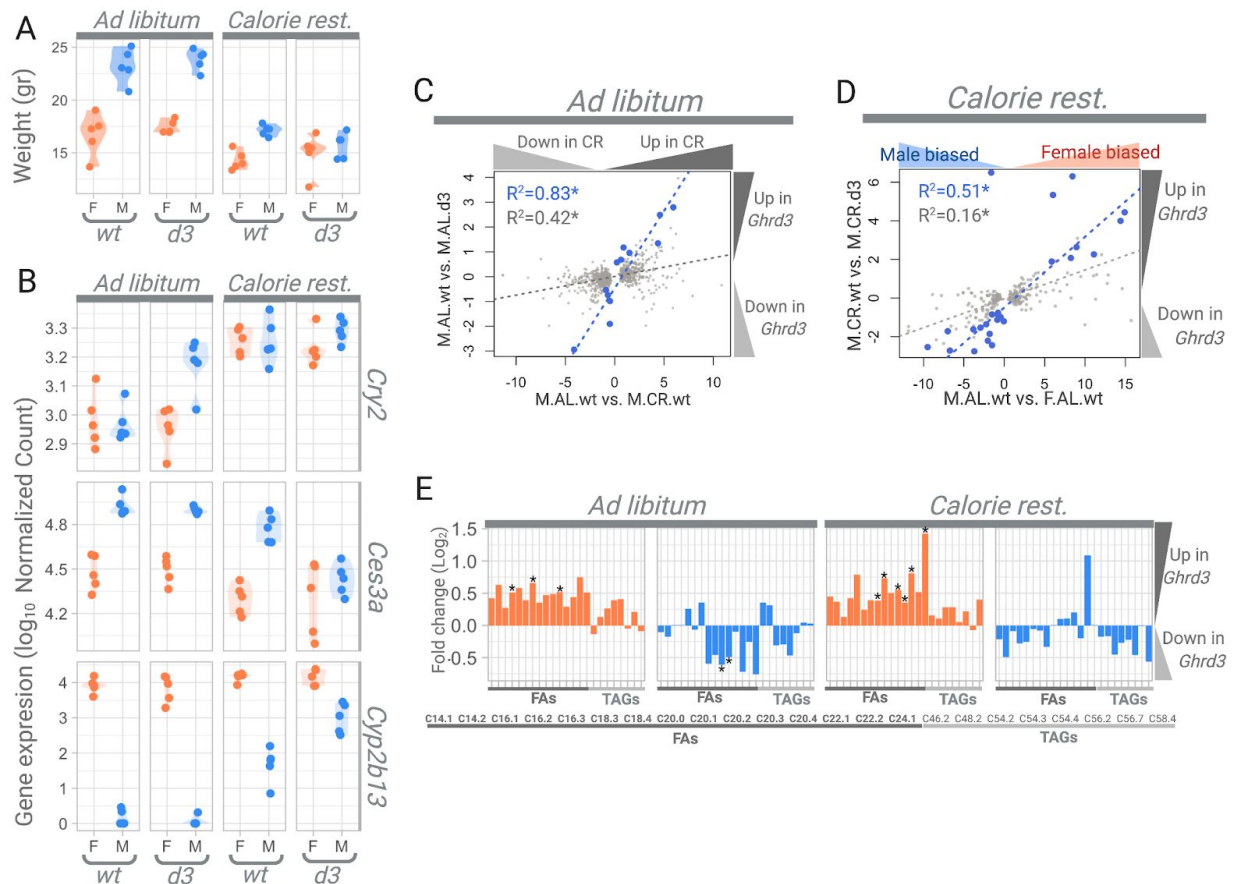 A
Ad libitum
Calorie rest.
Weight (gr)
25
20
15
F M F M F M F M
wt d3 wt d3
B
Ad libitum
Calorie rest.
Gene expresion (log10 Normalized Count)
3.3
3.2
3.1
3.0
2.9
Cry2
4.8
4.5
4.2
Ces3a
4
3
2
1
0
Cyp2b13
F M F M F M F M
wt d3 wt d3
C
Ad libitum
Down in CR
Up in CR
R²=0.83*
R²=0.42*
M.AL.wt vs. M.AL.d3
4
3
2
1
0
-1
-2
-3
-10 -5 0 5 10
M.AL.wt vs. M.CR.wt
Up in
Ghrd3
Down in
Ghrd3
D
Calorie rest.
Male biased
Female biased
R²=0.51*
R²=0.16*
M.CR.wt vs. M.CR.d3
6
4
2
0
-2
-10 -5 0 5 10 15
M.AL.wt vs. F.AL.wt
Up in
Ghrd3
Down in
Ghrd3
E
Ad libitum
Calorie rest.
Fold change (Log2)
1.5
1.0
0.5
0.0
-0.5
* * *
* *
* * * * * *
Up in
Ghrd3
Down in
Ghrd3
FAs TAGs FAs TAGs FAs TAGs FAs TAGs
C14.1 C14.2 C16.1 C16.2 C16.3 C18.3 C18.4 C20.0 C20.1 C20.2 C20.3 C20.4 C22.1 C22.2 C24.1 C46.2 C48.2 C54.2 C54.3 C54.4 C56.2 C56.7 C58.4
FAs TAGs